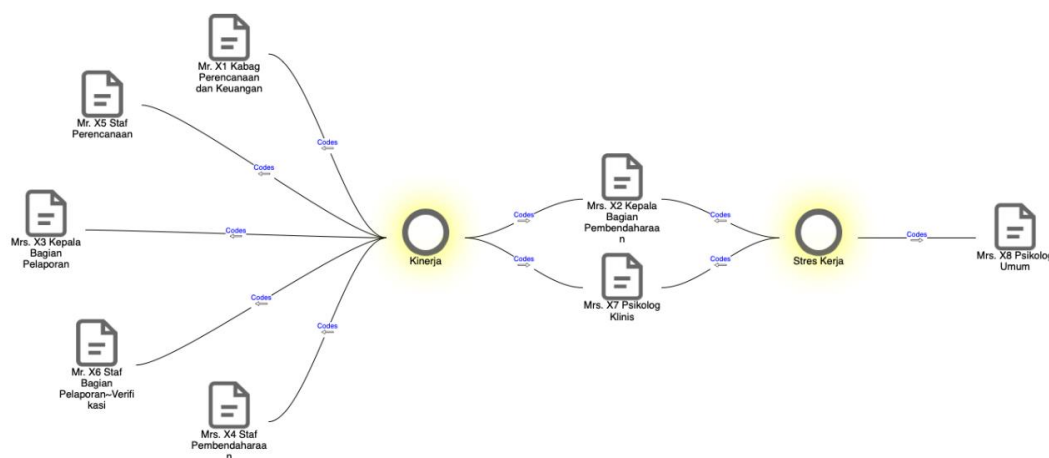 Mr. X1 Kabag
Perencanaan
dan Keuangan
Mr. X5 Staf
Perencanaan
Codes
Codes
Mrs. X3 Kepala
Bagian
Pelaporan
Codes
Kinerja
Codes
Codes
Mrs. X2 Kepala
Bagian
Pembendaharaa
n
Mrs. X7 Psikolog
Klinis
Codes
Codes
Stres Kerja
Codes
Mrs. X8 Psikolog
Umum
Codes
Codes
Mr. X6 Staf
Bagian
Pelaporan~Verifi
kasi
Mrs. X4 Staf
Pembendaharaa
n